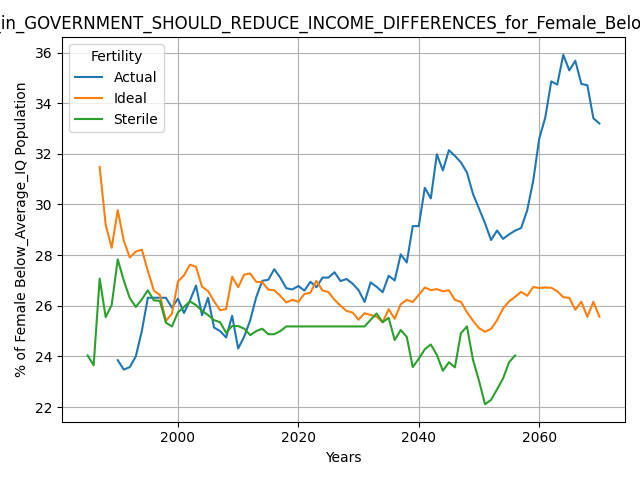 _in_GOVERNMENT_SHOULD_REDUCE_INCOME_DIFFERENCES_for_Female_Belo
Fertility
Actual
Ideal
Sterile
% of Female Below_Average_IQ Population
36
34
32
30
28
26
24
22
2000 2020 2040 2060
Years